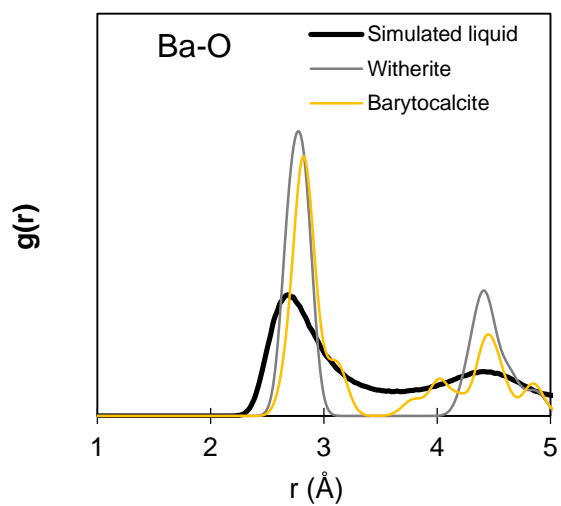 Ba-O
Simulated liquid
Witherite
Barytocalcite
g(r)
1 2 3 4 5
r (Å)